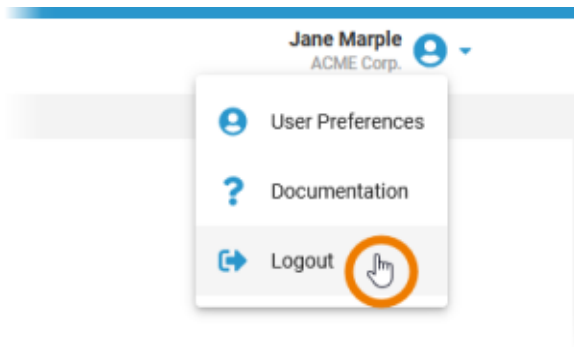 Jane Marple
ACME Corp.
User Preferences
Documentation
Logout